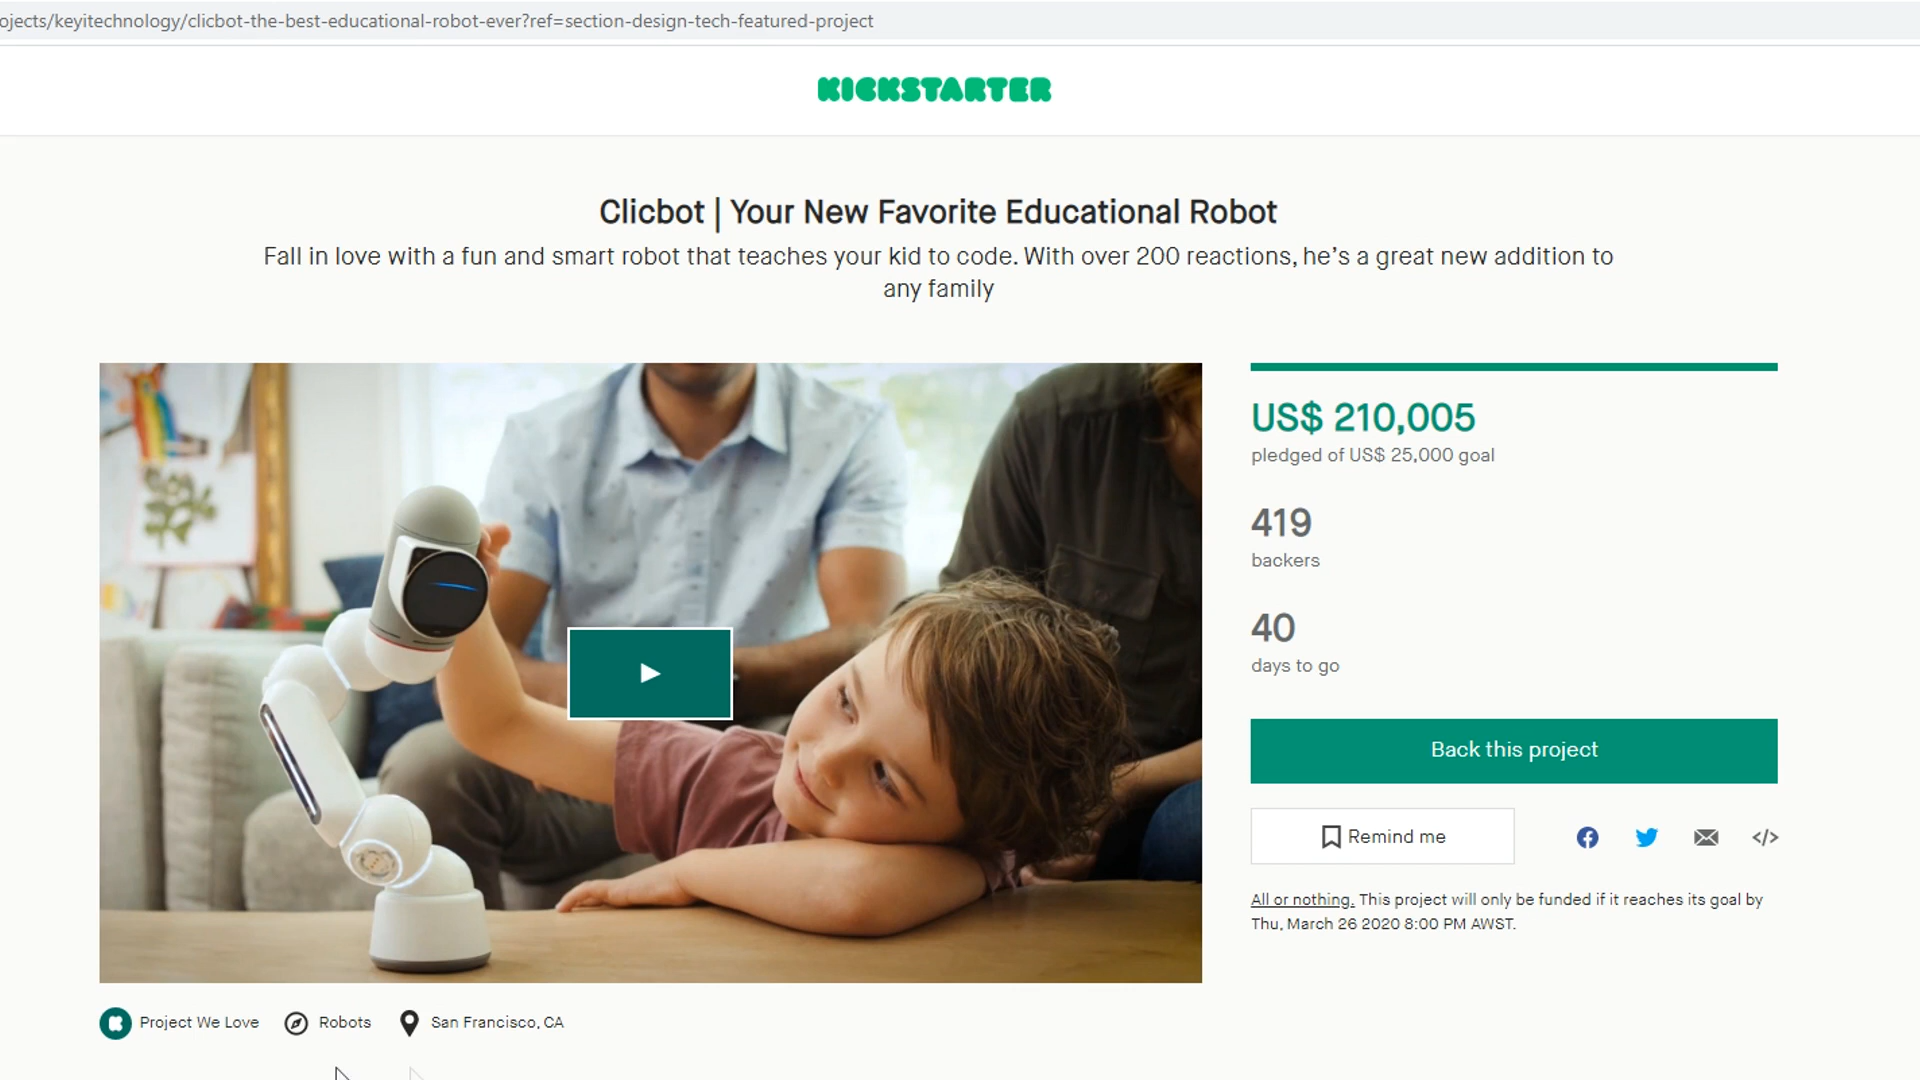 ojects/keyitechnology/clicbot-the-best-educational-robot-ever?ref=section-design-tech-featured-project
KICKSTARTER
Clicbot | Your New Favorite Educational Robot
Fall in love with a fun and smart robot that teaches your kid to code. With over 200 reactions, he's a great new addition to
any family
US$ 210,005
pledged of US$ 25,000 goal
419
backers
40
days to go
Back this project
Remind me
All or nothing. This project will only be funded if it reaches its goal by
Thu, March 26 2020 8:00 PM AWST.
Project We Love
Robots
San Francisco, CA